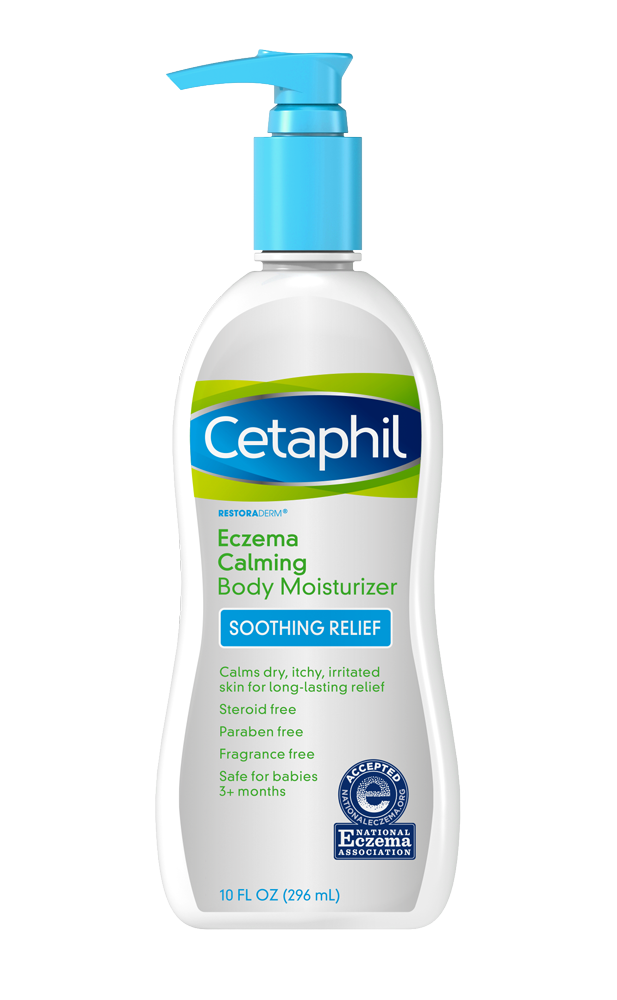 Cetaphil
RESTORADERM®
Eczema
Calming
Body Moisturizer
SOOTHING RELIEF
Calms dry, itchy, irritated
skin for long-lasting relief
Steroid free
Paraben free
Fragrance free
Safe for babies
3+ months
ACCEPTED
e
NATIONALECZEMA.ORG
NATIONAL
Eczema
ASSOCIATION
10 FL OZ (296 mL)